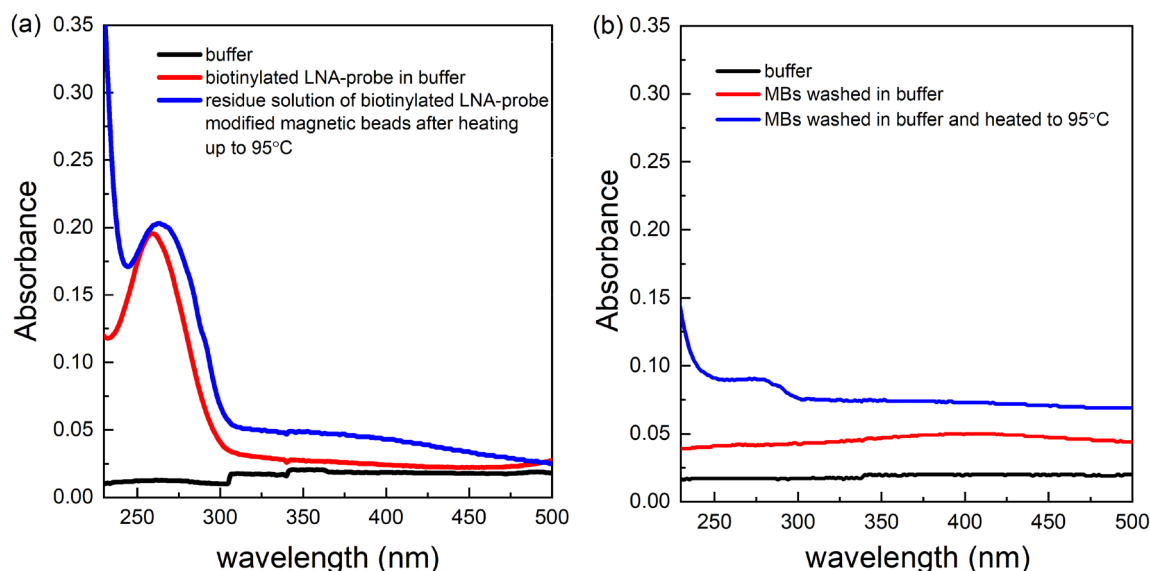 (a)
buffer
biotinylated LNA-probe in buffer
residue solution of biotinylated LNA-probe
modified magnetic beads after heating
up to 95°C
Absorbance
0.35
0.30
0.25
0.20
0.15
0.10
0.05
0.00
250 300 350 400 450 500
wavelength (nm)
(b)
buffer
MBs washed in buffer
MBs washed in buffer and heated to 95°C
Absorbance
0.35
0.30
0.25
0.20
0.15
0.10
0.05
0.00
250 300 350 400 450 500
wavelength (nm)